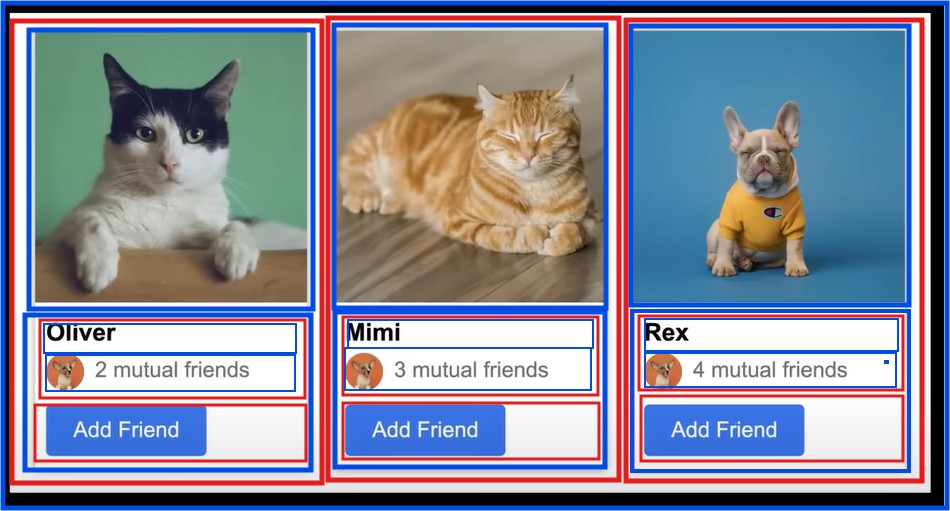 Oliver
2 mutual friends
Add Friend
Mimi
3 mutual friends
Add Friend
Rex
4 mutual friends
Add Friend